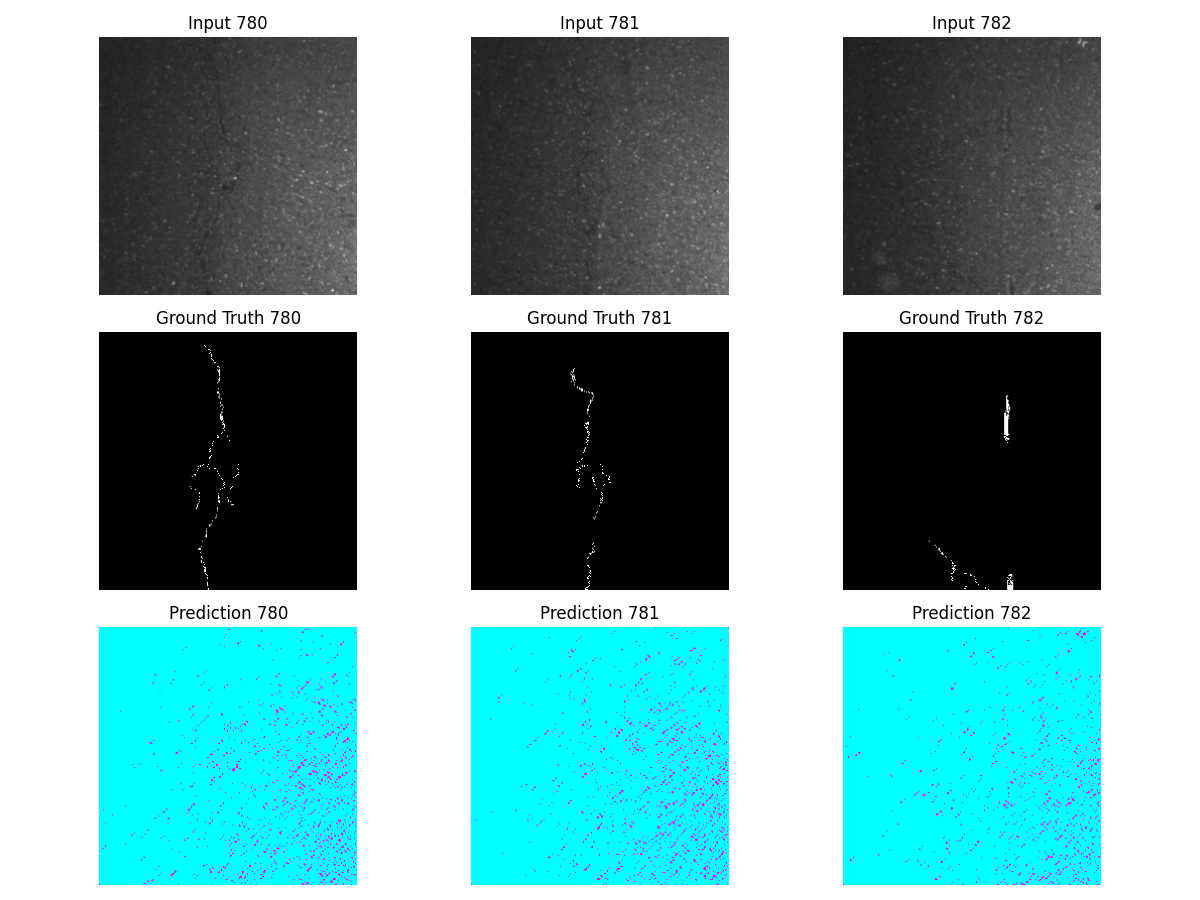 Input 780
Input 781
Input 782
Ground Truth 780
Ground Truth 781
Ground Truth 782
Prediction 780
Prediction 781
Prediction 782